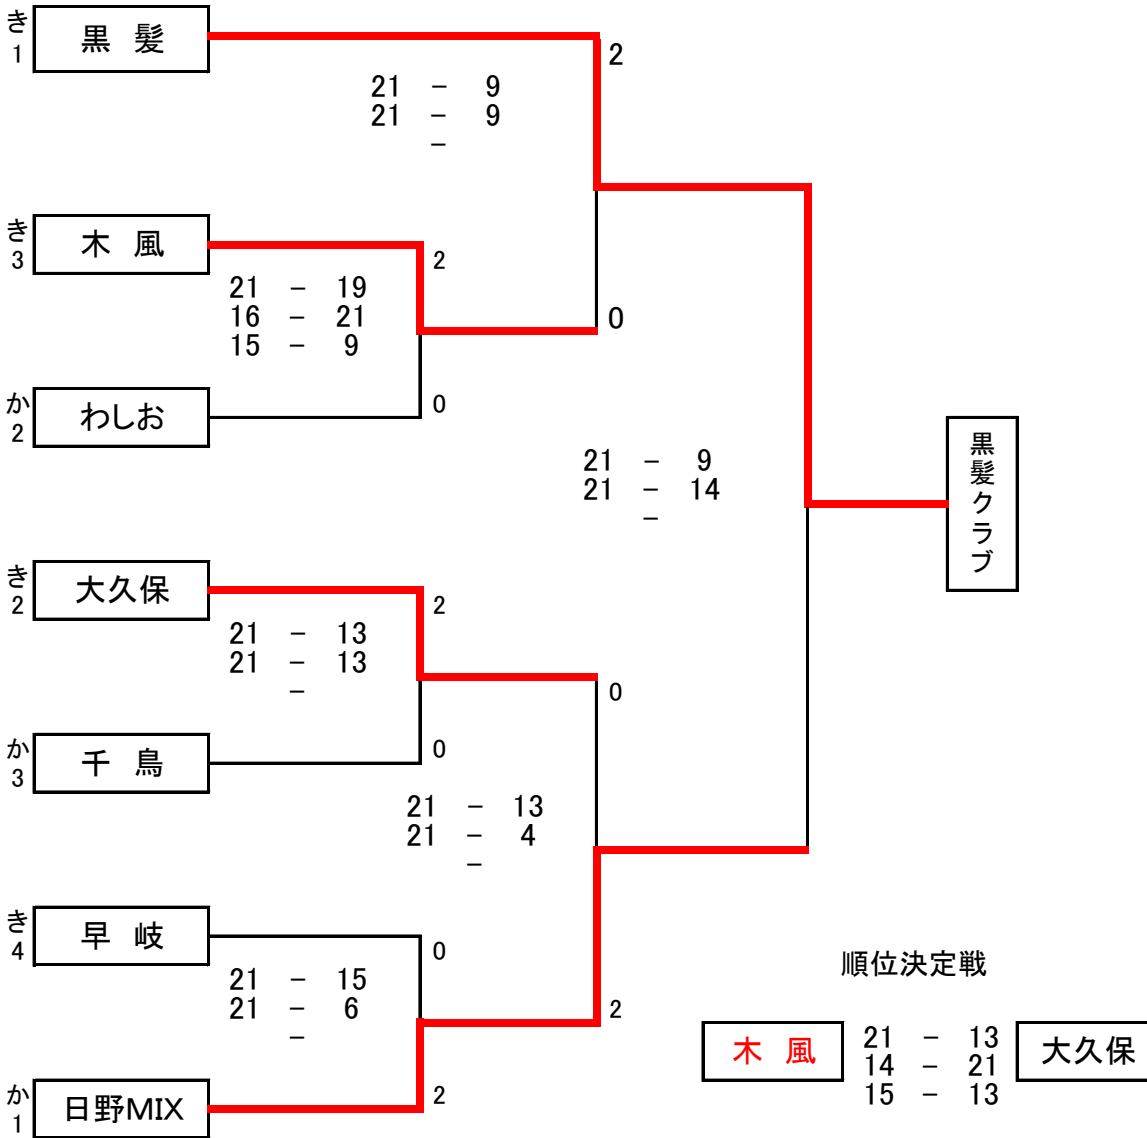 き
1
黒 髪
2
21 - 9
21 - 9
-
き
3
木 風
2
21 - 19
16 - 21
15 - 9
0
か
2
わしお
0
21 - 9
21 - 14
-
黒髪クラブ
き
2
大久保
2
21 - 13
21 - 13
-
0
か
3
千 鳥
0
21 - 13
21 - 4
-
き
4
早 岐
0
21 - 15
21 - 6
-
2
か
1
日野MIX
2
順位決定戦
木 風
21 - 13
14 - 21
15 - 13
大久保